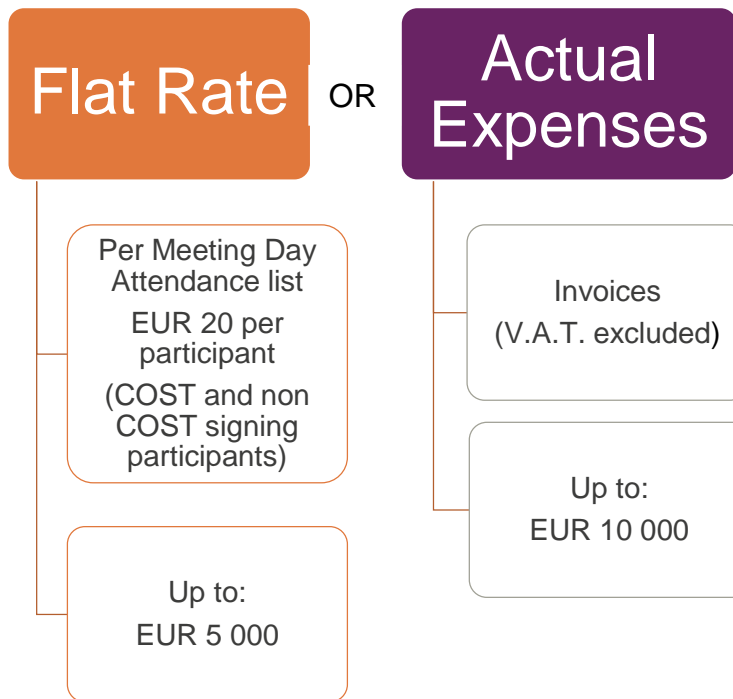 Flat Rate
OR
Actual
Expenses
Per Meeting Day
Attendance list
EUR 20 per
participant
(COST and non
COST signing
participants)
Up to:
EUR 5 000
Invoices
(V.A.T. excluded)
Up to:
EUR 10 000